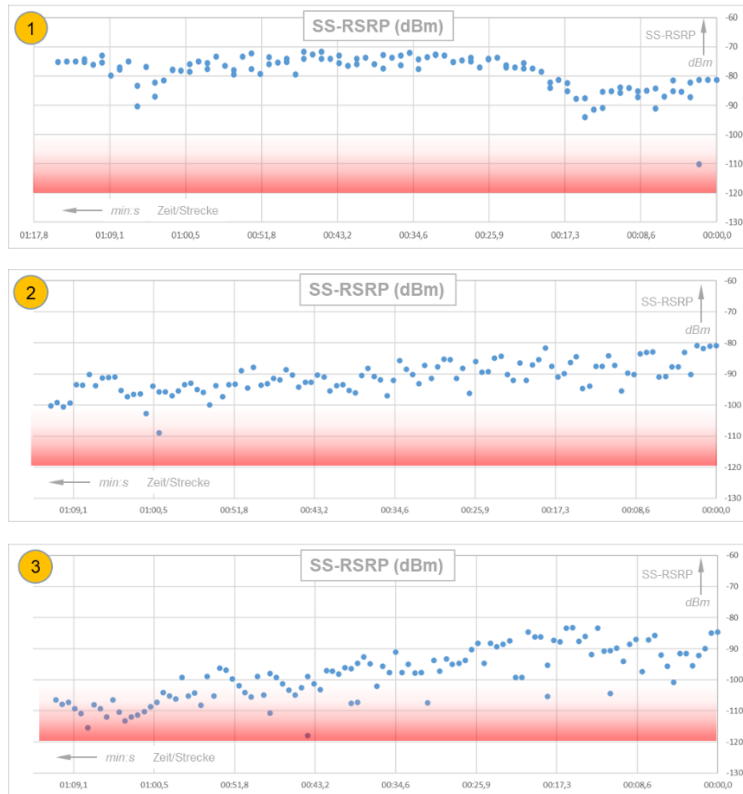 1
SS-RSRP (dBm)
-60
SS-RSRP
-70
dBm
-80
-90
-100
-110
-120
min:s Zeit/Strecke
-130
01:17,8 01:09,1 01:00,5 00:51,8 00:43,2 00:34,6 00:25,9 00:17,3 00:08,6 00:00,0
2
SS-RSRP (dBm)
-60
SS-RSRP
-70
dBm
-80
-90
-100
-110
-120
min:s Zeit/Strecke
-130
01:09,1 01:00,5 00:51,8 00:43,2 00:34,6 00:25,9 00:17,3 00:08,6 00:00,0
3
SS-RSRP (dBm)
-60
SS-RSRP
-70
dBm
-80
-90
-100
-110
-120
min:s Zeit/Strecke
-130
01:09,1 01:00,5 00:51,8 00:43,2 00:34,6 00:25,9 00:17,3 00:08,6 00:00,0